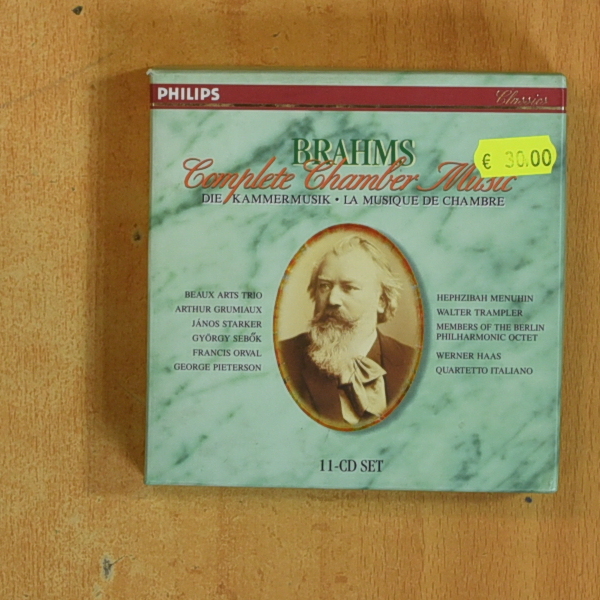 PHILIPS
Classics
BRAHMS
Complete Chamber Music
€ 30.00
DIE KAMMERMUSIK • LA MUSIQUE DE CHAMBRE
BEAUX ARTS TRIO
ARTHUR GRUMIAUX
JÁNOS STARKER
GYÖRGY SEBŐK
FRANCIS ORVAL
GEORGE PIETERSON
HEPHZIBAH MENUHIN
WALTER TRAMPLER
MEMBERS OF THE BERLIN
PHILHARMONIC OCTET
WERNER HAAS
QUARTETTO ITALIANO
11-CD SET